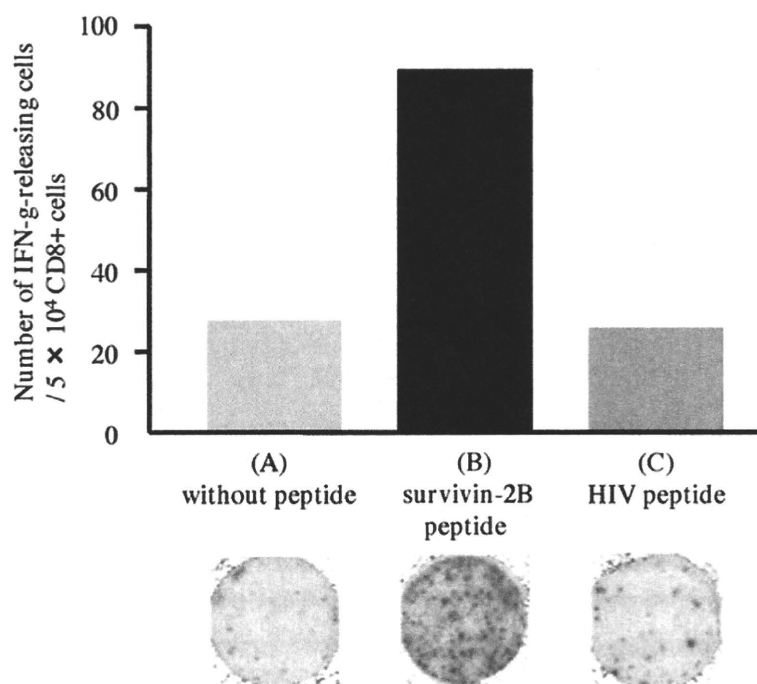 Number of IFN-g-releasing cells
/ 5 × 10⁴ CD8+ cells
100
80
60
40
20
0
(A)
without peptide
(B)
survivin-2B
peptide
(C)
HIV peptide